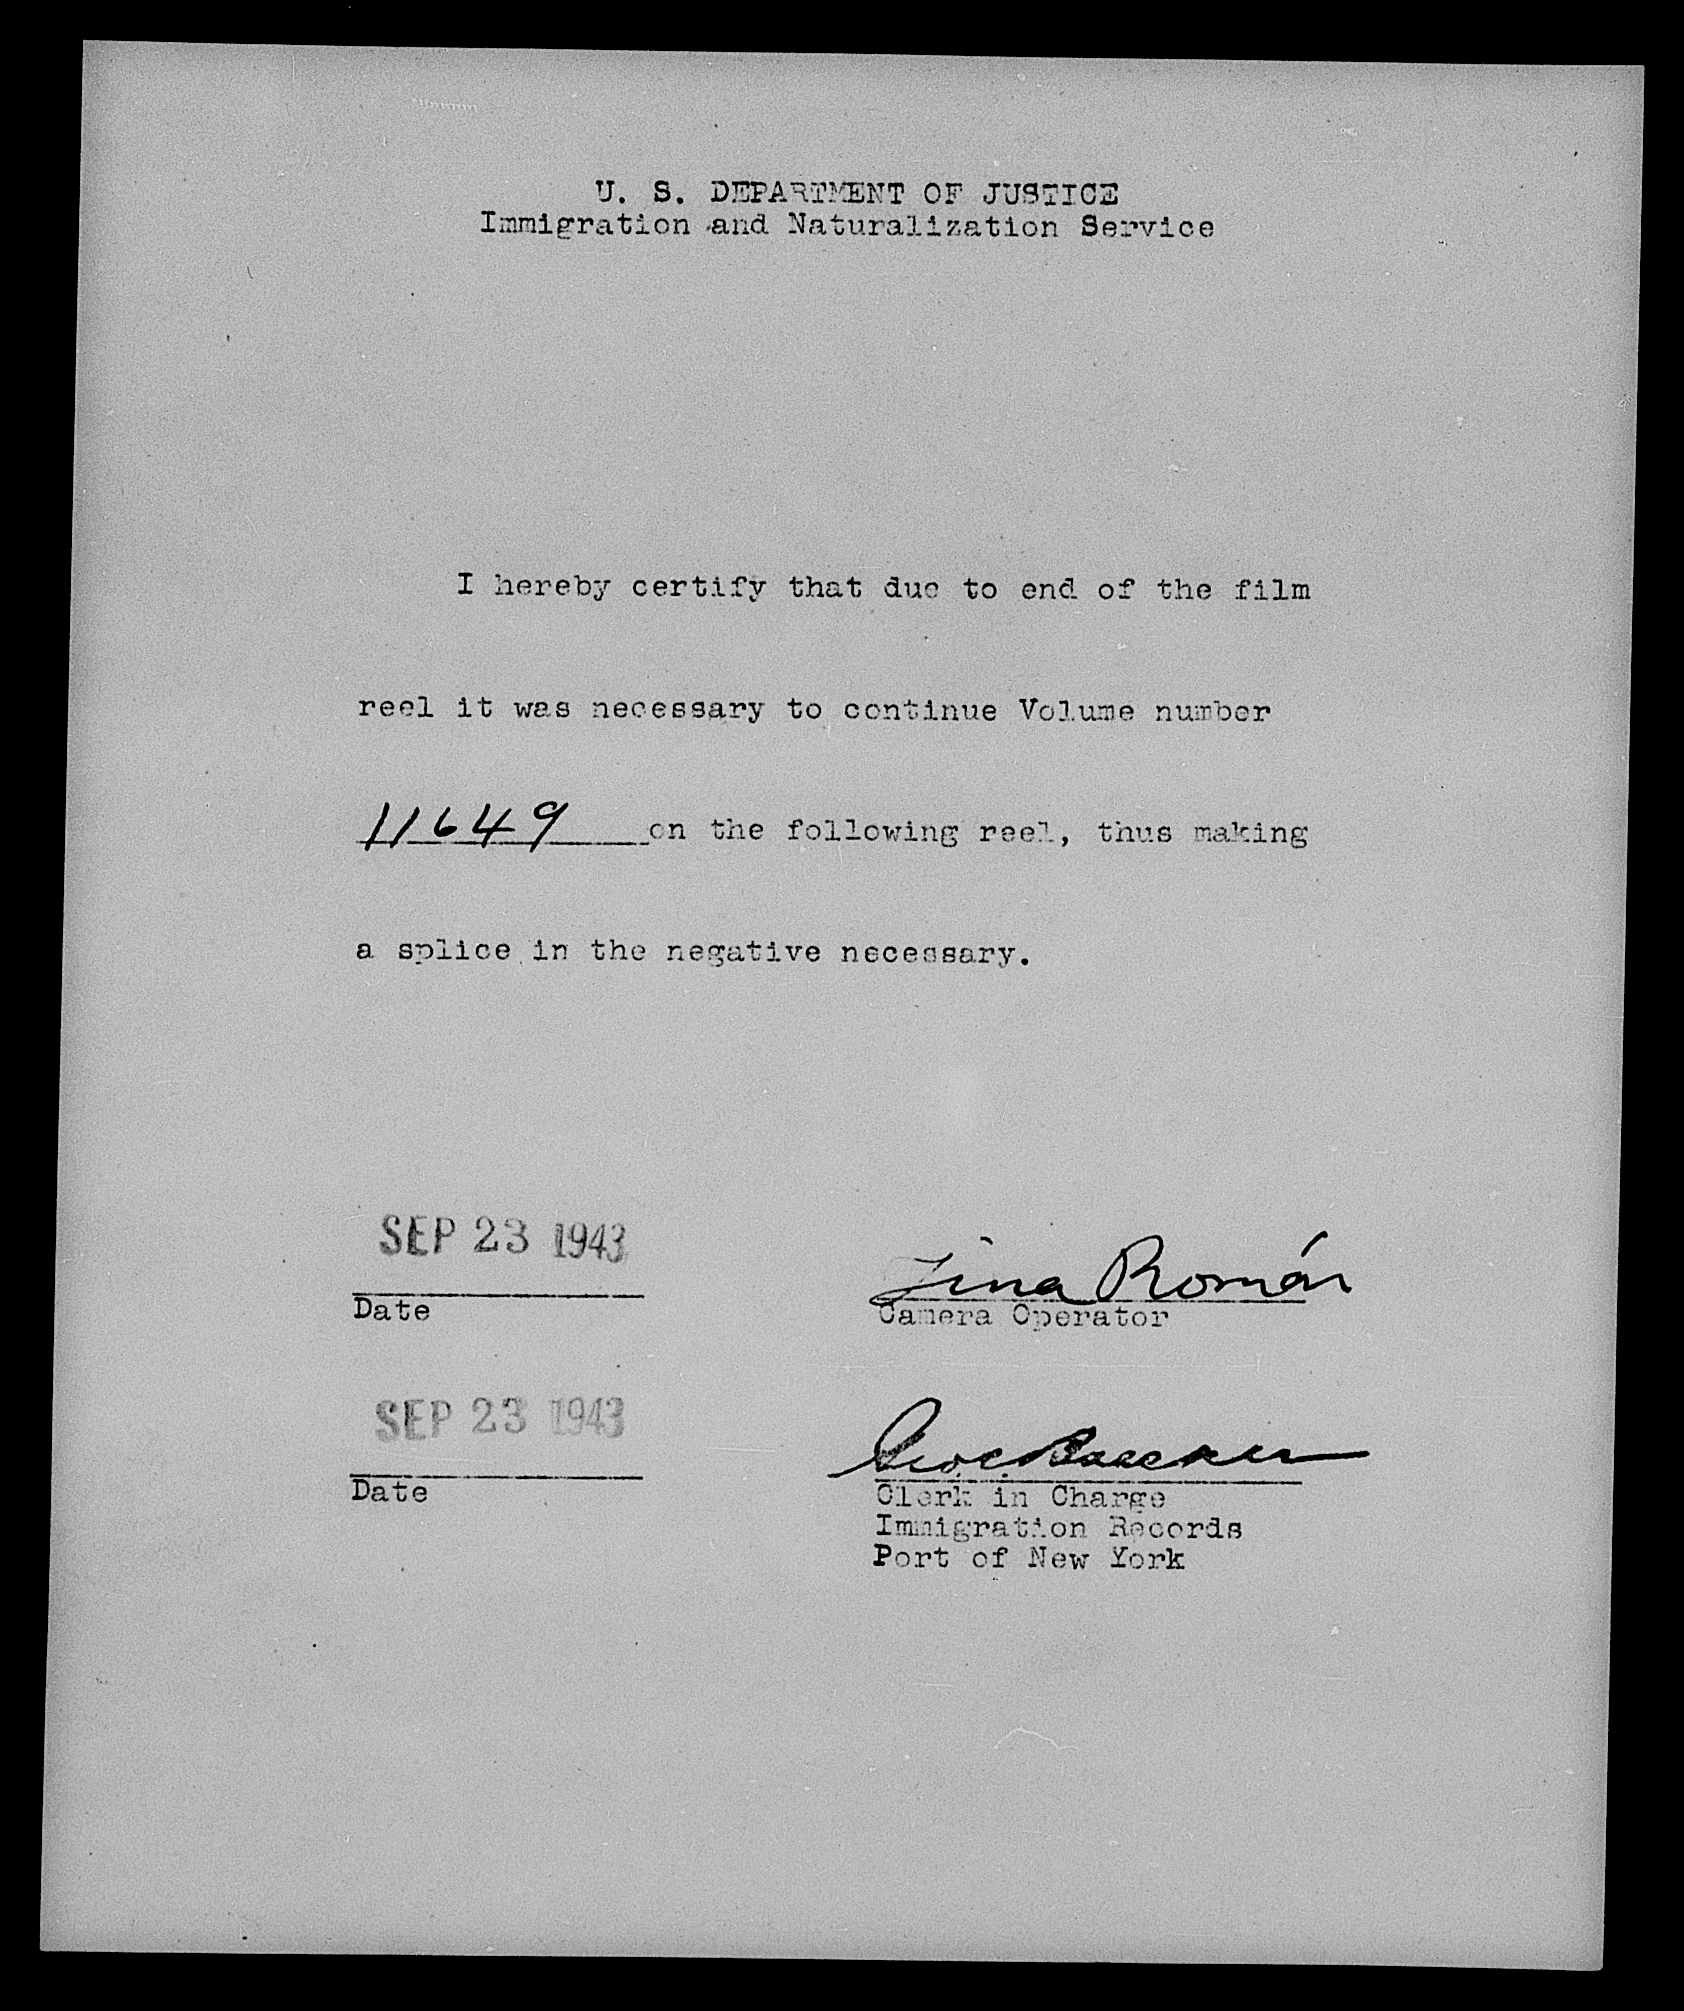 U. S. DEPARTMENT OF JUSTICE
Immigration and Naturalization Service
I hereby certify that due to end of the film
reel it was necessary to continue Volume number
11649 on the following reel, thus making
a splice in the negative necessary.
SEP 23 1943
Date
Tina Román
Camera Operator
SEP 23 1943
Date
Clerk in Charge
Immigration Records
Port of New York